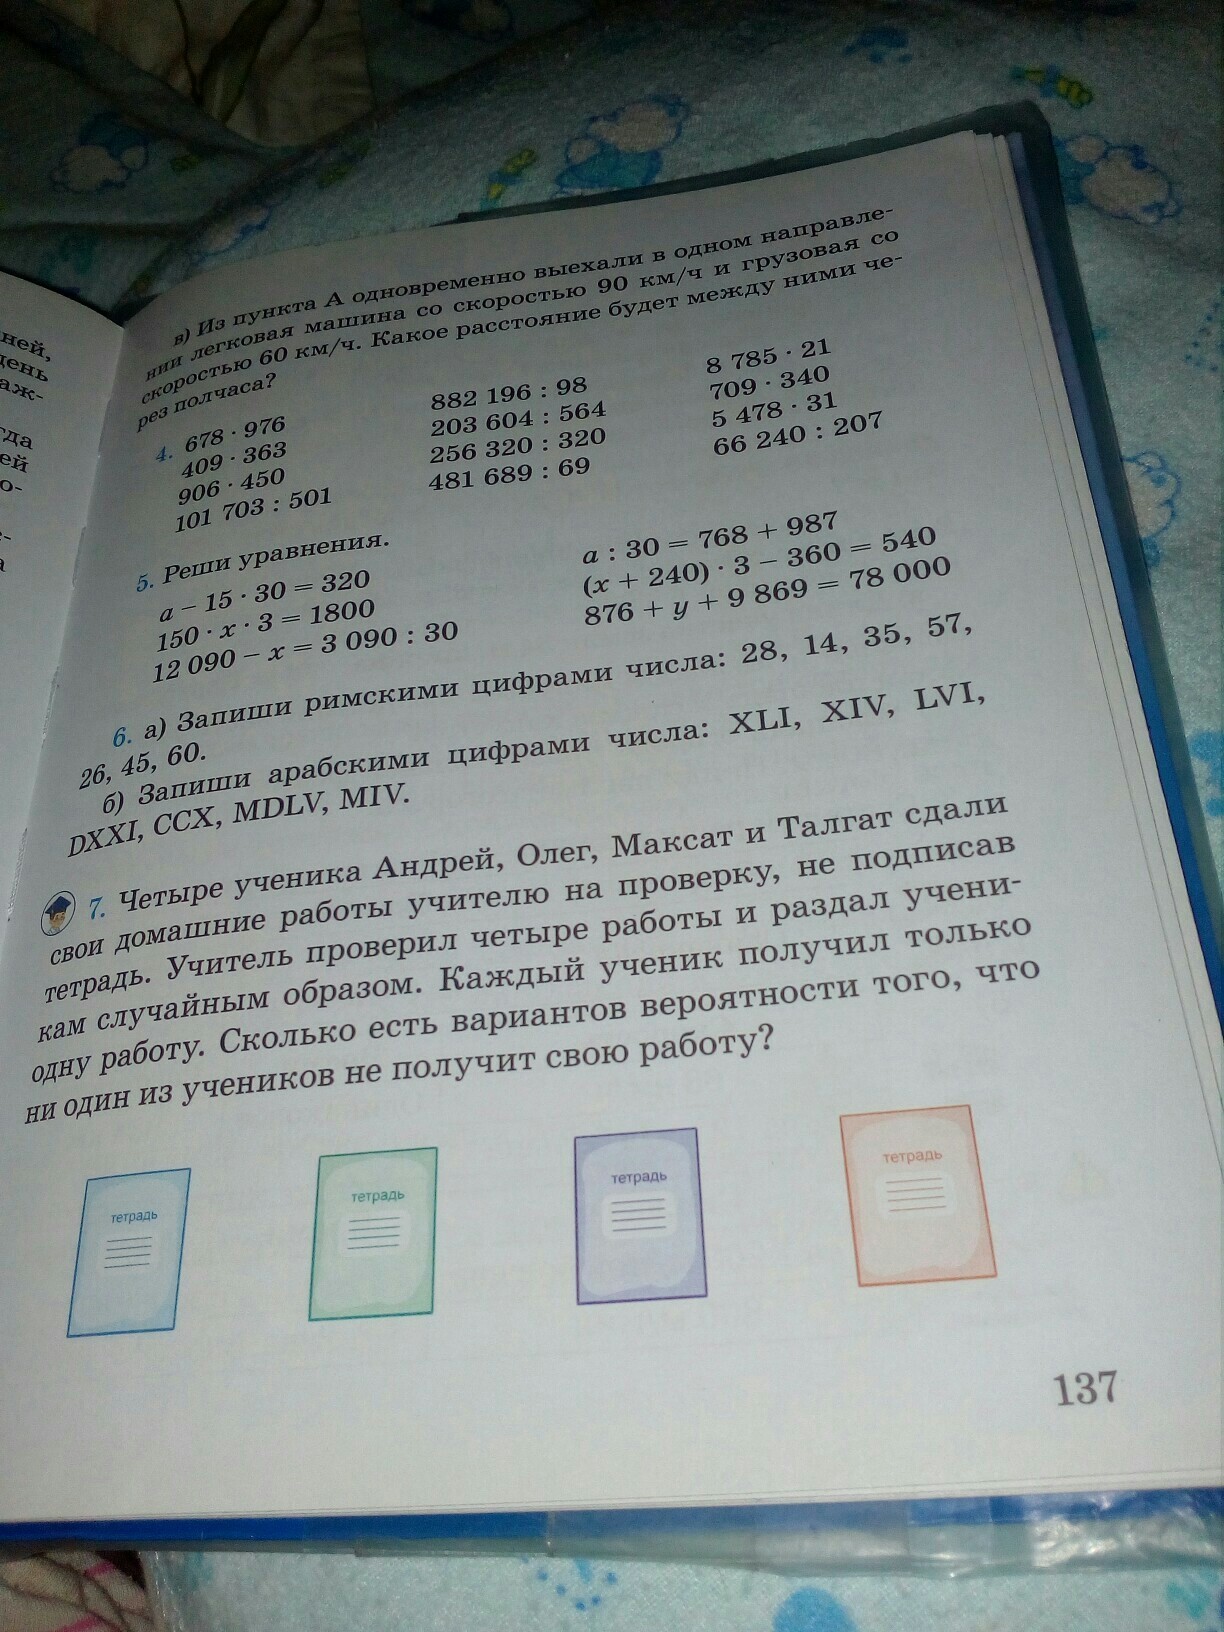 ней,
день
аж-
гда
ей
о-
в) Из пункта А одновременно выехали в одном направле-
нии легковая машина со скоростью 90 км/ч и грузовая со
скоростью 60 км/ч. Какое расстояние будет между ними че-
рез полчаса?
4. 678 · 976
409 · 363
906 · 450
101 703 : 501
882 196 : 98
203 604 : 564
256 320 : 320
481 689 : 69
8 785 · 21
709 · 340
5 478 · 31
66 240 : 207
5. Реши уравнения.
a – 15 · 30 = 320
150 · x · 3 = 1800
12 090 – x = 3 090 : 30
a : 30 = 768 + 987
(x + 240) · 3 – 360 = 540
876 + y + 9 869 = 78 000
6. а) Запиши римскими цифрами числа: 28, 14, 35, 57,
26, 45, 60.
б) Запиши арабскими цифрами числа: XLI, XIV, LVI,
DXXI, CCX, MDLV, MIV.
7. Четыре ученика Андрей, Олег, Максат и Талгат сдали
свои домашние работы учителю на проверку, не подписав
тетрадь. Учитель проверил четыре работы и раздал учени-
кам случайным образом. Каждый ученик получил только
одну работу. Сколько есть вариантов вероятности того, что
ни один из учеников не получит свою работу?
тетрадь
тетрадь
тетрадь
тетрадь
137